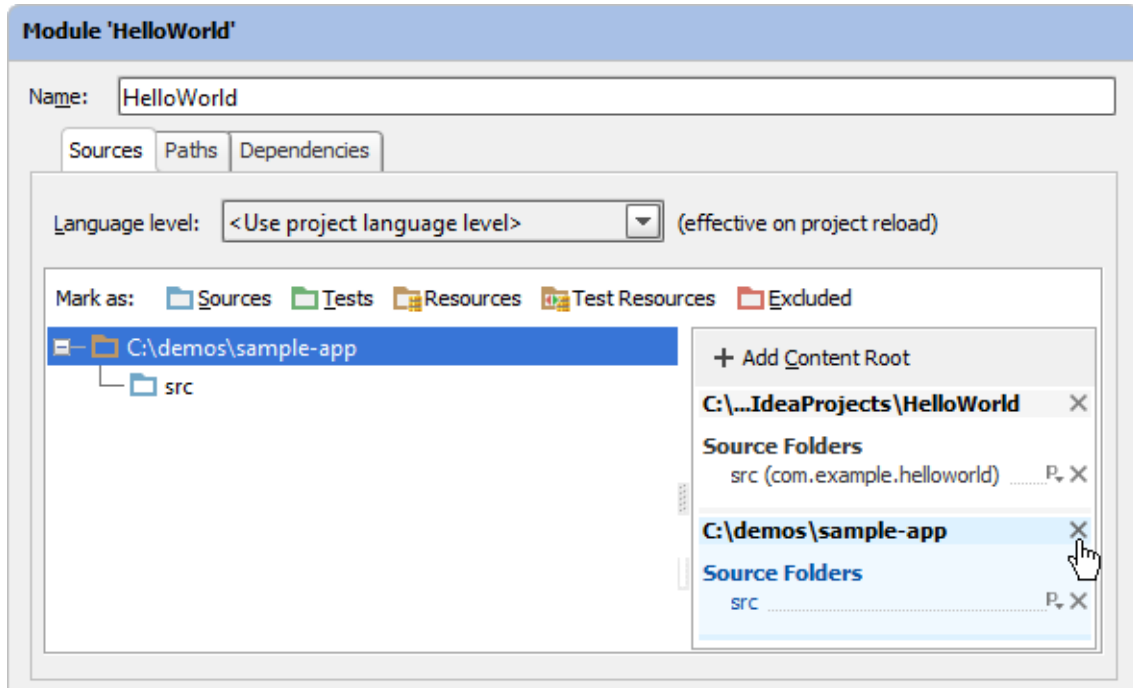 Module 'HelloWorld'
Name: HelloWorld
Sources Paths Dependencies
Language level: <Use project language level> (effective on project reload)
Mark as: Sources Tests Resources Test Resources Excluded
C:\demos\sample-app
src
+ Add Content Root
C:\...IdeaProjects\HelloWorld
Source Folders
src (com.example.helloworld) P
C:\demos\sample-app
Source Folders
src P